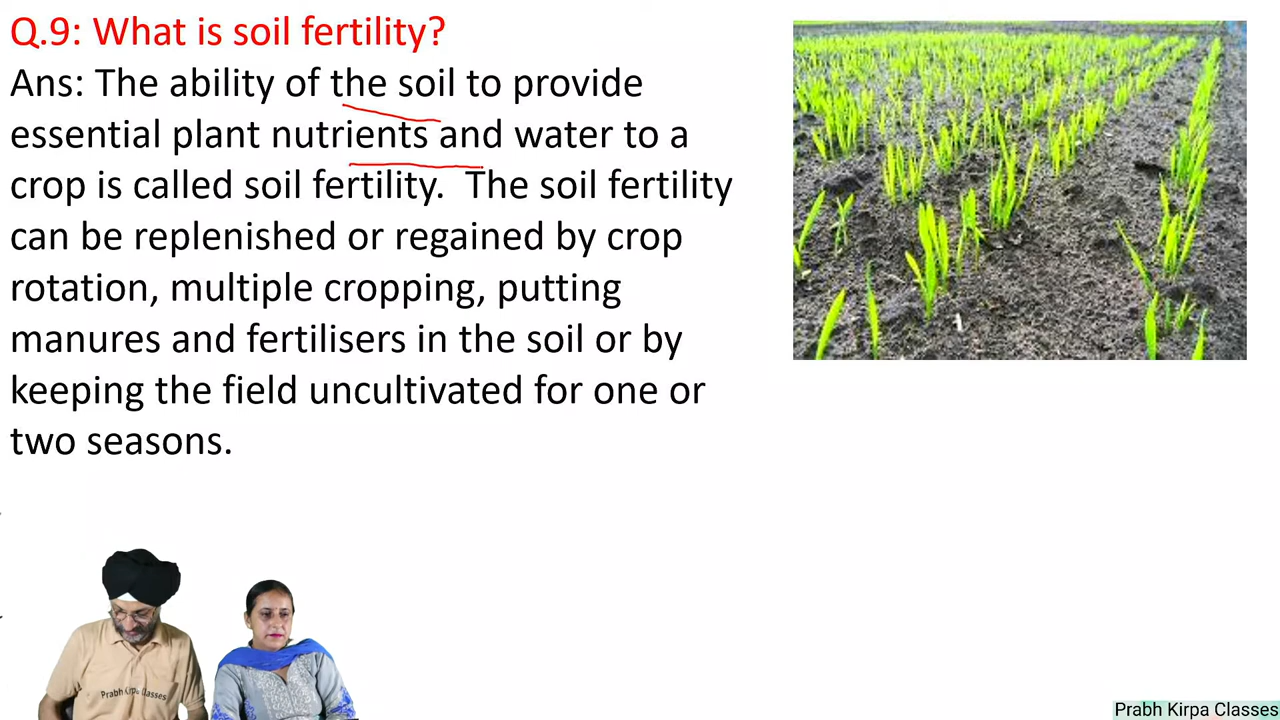 Q.9: What is soil fertility?
Ans: The ability of the soil to provide
essential plant nutrients and water to a
crop is called soil fertility. The soil fertility
can be replenished or regained by crop
rotation, multiple cropping, putting
manures and fertilisers in the soil or by
keeping the field uncultivated for one or
two seasons.
Prabh Kirpa Classes
Prabh Kirpa Classes